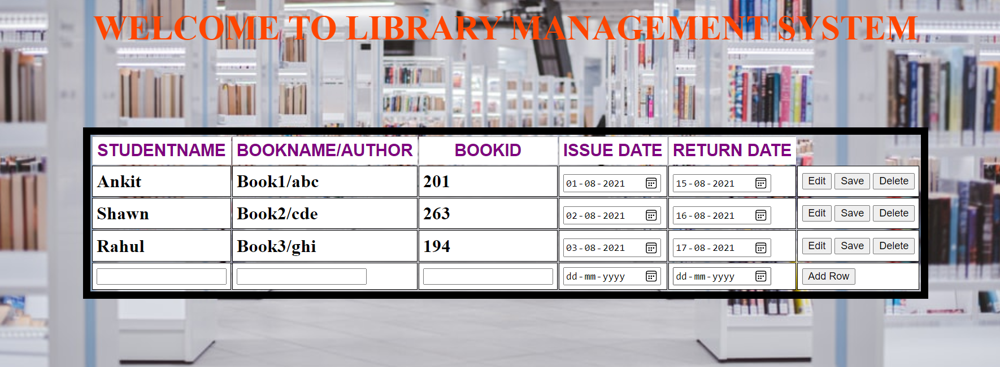 WELCOME TO LIBRARY MANAGEMENT SYSTEM
STUDENTNAME BOOKNAME/AUTHOR BOOKID ISSUE DATE RETURN DATE
Ankit Book1/abc 201 01-08-2021 15-08-2021 Edit Save Delete
Shawn Book2/cde 263 02-08-2021 16-08-2021 Edit Save Delete
Rahul Book3/ghi 194 03-08-2021 17-08-2021 Edit Save Delete
dd-mm-yyyy dd-mm-yyyy Add Row